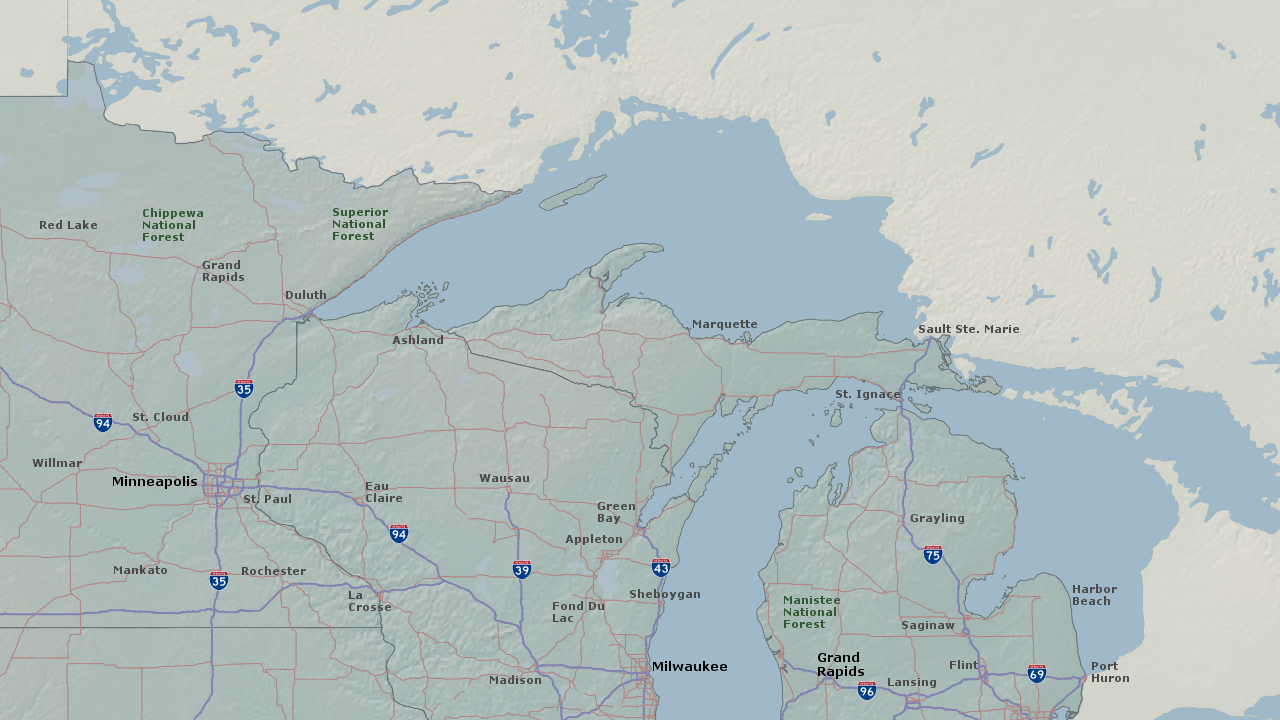 Red Lake
Chippewa
National
Forest
Superior
National
Forest
Grand
Rapids
Duluth
Ashland
Marquette
Sault Ste. Marie
35
St. Ignace
94
St. Cloud
Willmar
Minneapolis
St. Paul
Eau
Claire
Wausau
Green
Bay
Grayling
94
Appleton
75
Mankato
35
Rochester
39
43
La
Crosse
Fond Du
Lac
Sheboygan
Manistee
National
Forest
Harbor
Beach
Saginaw
Milwaukee
Madison
Grand
Rapids
96
Lansing
Flint
69
Port
Huron